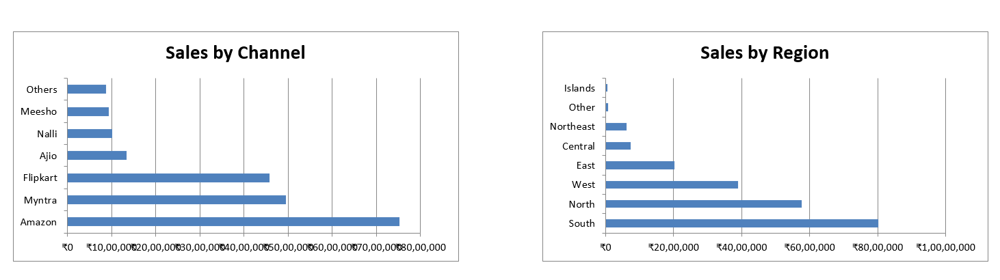 Sales by Channel
Others
Meesho
Nalli
Ajio
Flipkart
Myntra
Amazon
₹0 ₹10,00,000 ₹20,00,000 ₹30,00,000 ₹40,00,000 ₹50,00,000 ₹60,00,000 ₹70,00,000 ₹80,00,000
Sales by Region
Islands
Other
Northeast
Central
East
West
North
South
₹0 ₹20,00,000 ₹40,00,000 ₹60,00,000 ₹80,00,000 ₹1,00,00,000